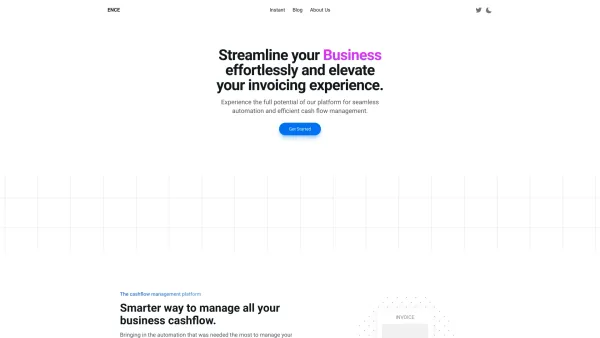 ENCE
Instant Blog About Us
Streamline your Business
effortlessly and elevate
your invoicing experience.
Experience the full potential of our platform for seamless
automation and efficient cash flow management.
Get Started
The cashflow management platform
Smarter way to manage all your
business cashflow.
Bringing in the automation that was needed the most to manage your
INVOICE